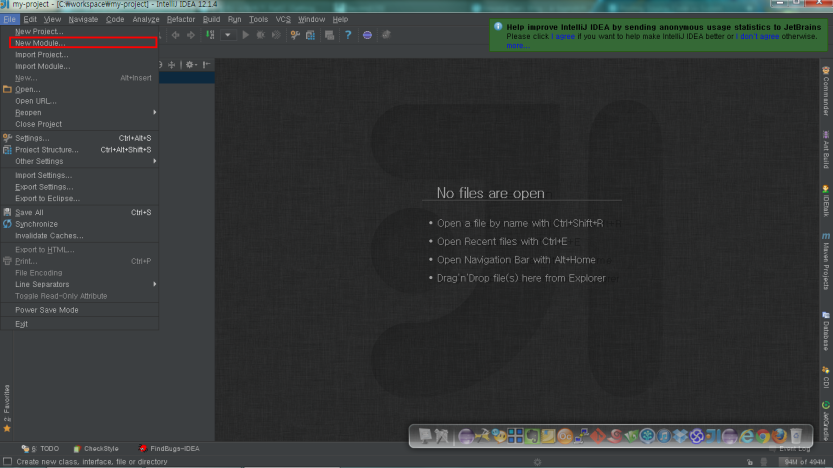 my-project - [C:₩workspace₩my-project] - IntelliJ IDEA 12.1.4
File Edit View Navigate Code Analyze Refactor Build Run Tools VCS Window Help
New Project...
New Module...
Import Project...
Import Module...
New... Alt+Insert
Open...
Open URL...
Reopen
Close Project
Settings... Ctrl+Alt+S
Project Structure... Ctrl+Alt+Shift+S
Other Settings
Import Settings...
Export Settings...
Export to Eclipse...
Save All Ctrl+S
Synchronize
Invalidate Caches...
Export to HTML...
Print... Ctrl+P
File Encoding
Line Separators
Toggle Read-Only Attribute
Power Save Mode
Exit
Help improve IntelliJ IDEA by sending anonymous usage statistics to JetBrains
Please click I agree if you want to help make IntelliJ IDEA better or I don't agree otherwise.
more...
No files are open
• Open a file by name with Ctrl+Shift+R
• Open Recent files with Ctrl+E
• Open Navigation Bar with Alt+Home
• Drag'n'Drop file(s) here from Explorer
Commander
Ant Build
IDEtalk
Maven Projects
Database
CDI
JetGradle
2: Favorites
6: TODO
CheckStyle
FindBugs-IDEA
Event Log
Create new class, interface, file or directory
94M of 494M